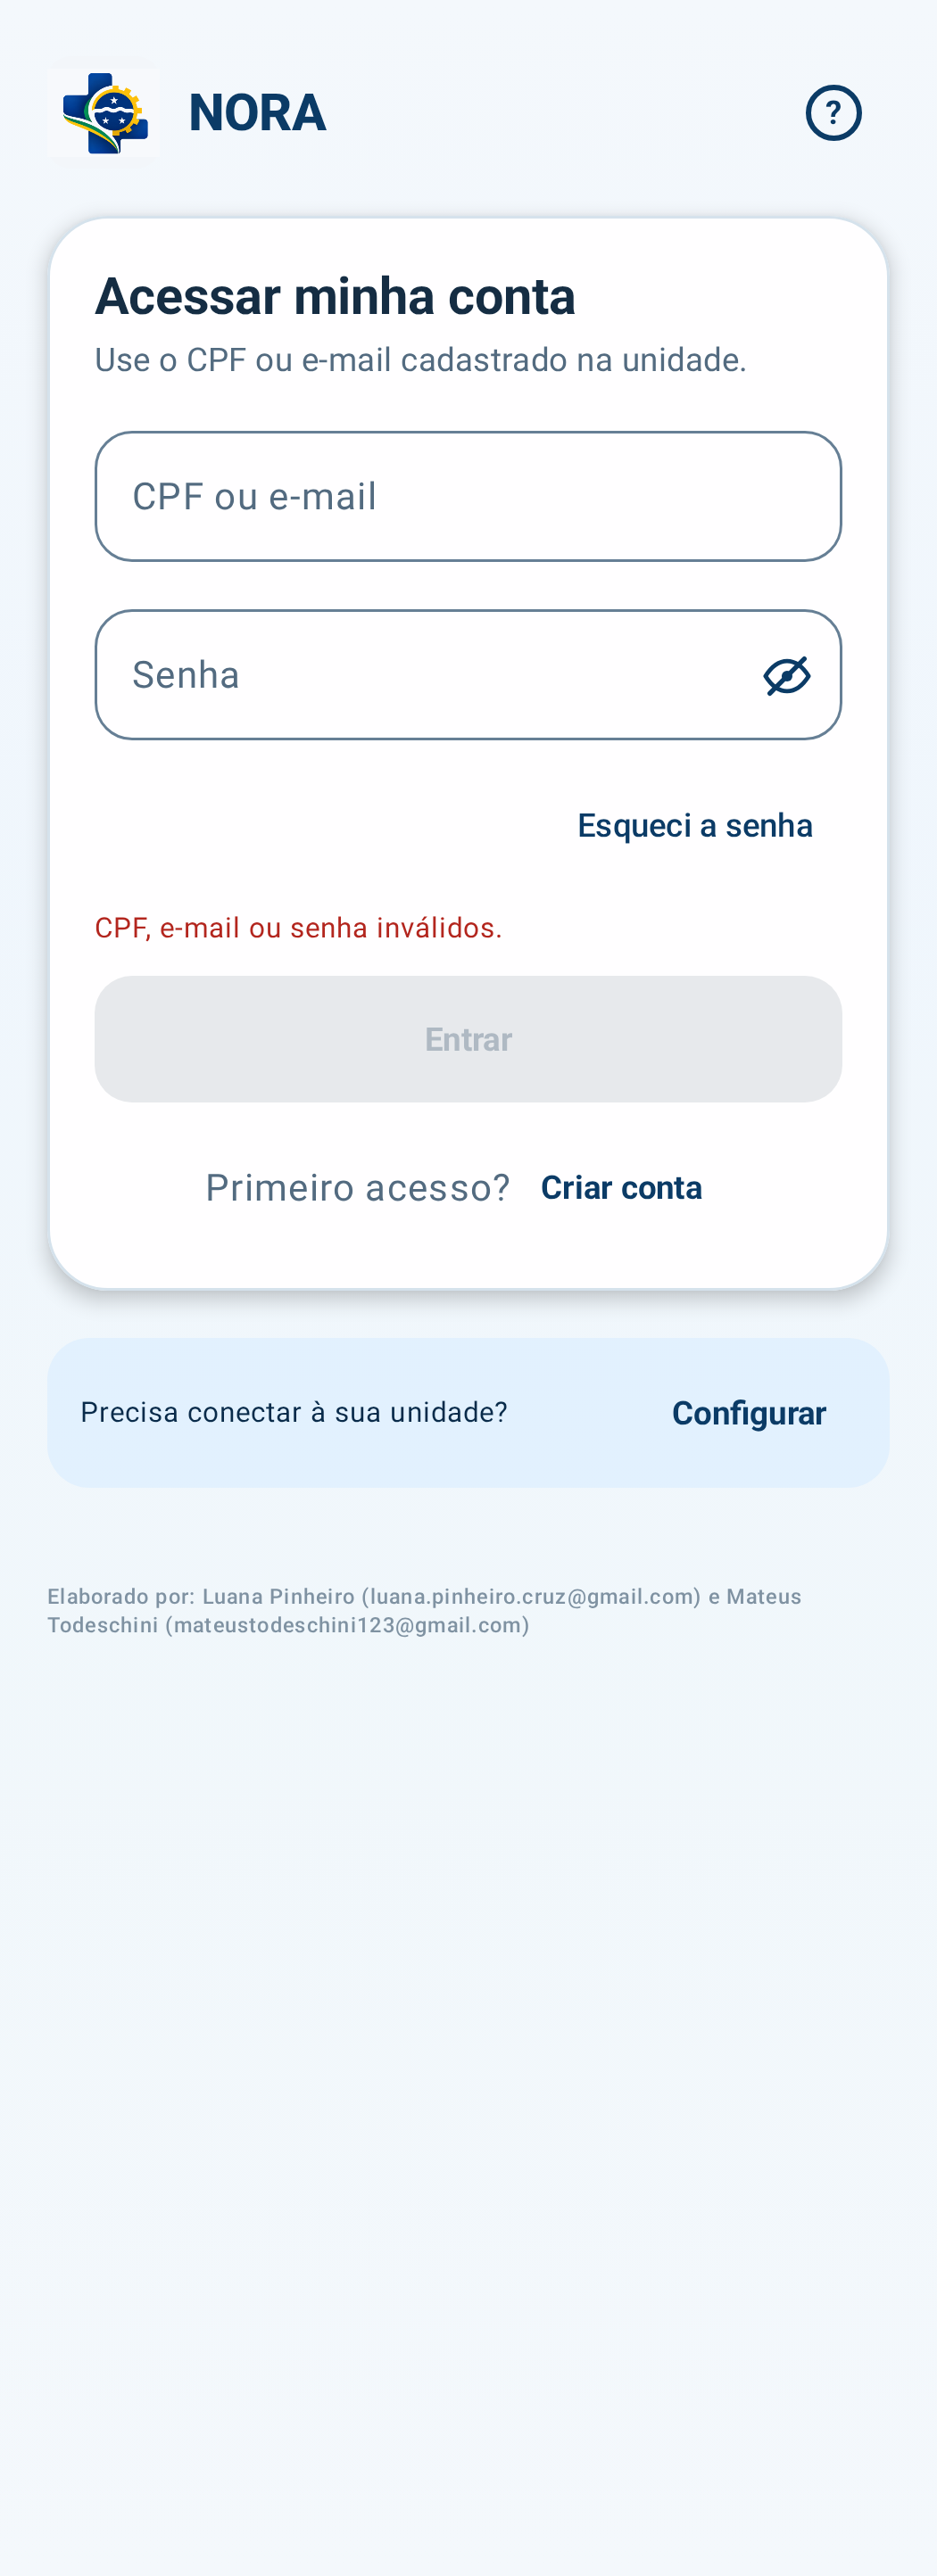 NORA
?
Acessar minha conta
Use o CPF ou e-mail cadastrado na unidade.
CPF ou e-mail
Senha
Esqueci a senha
CPF, e-mail ou senha inválidos.
Entrar
Primeiro acesso? Criar conta
Precisa conectar à sua unidade? Configurar
Elaborado por: Luana Pinheiro (luana.pinheiro.cruz@gmail.com) e Mateus
Todeschini (mateustodeschini123@gmail.com)